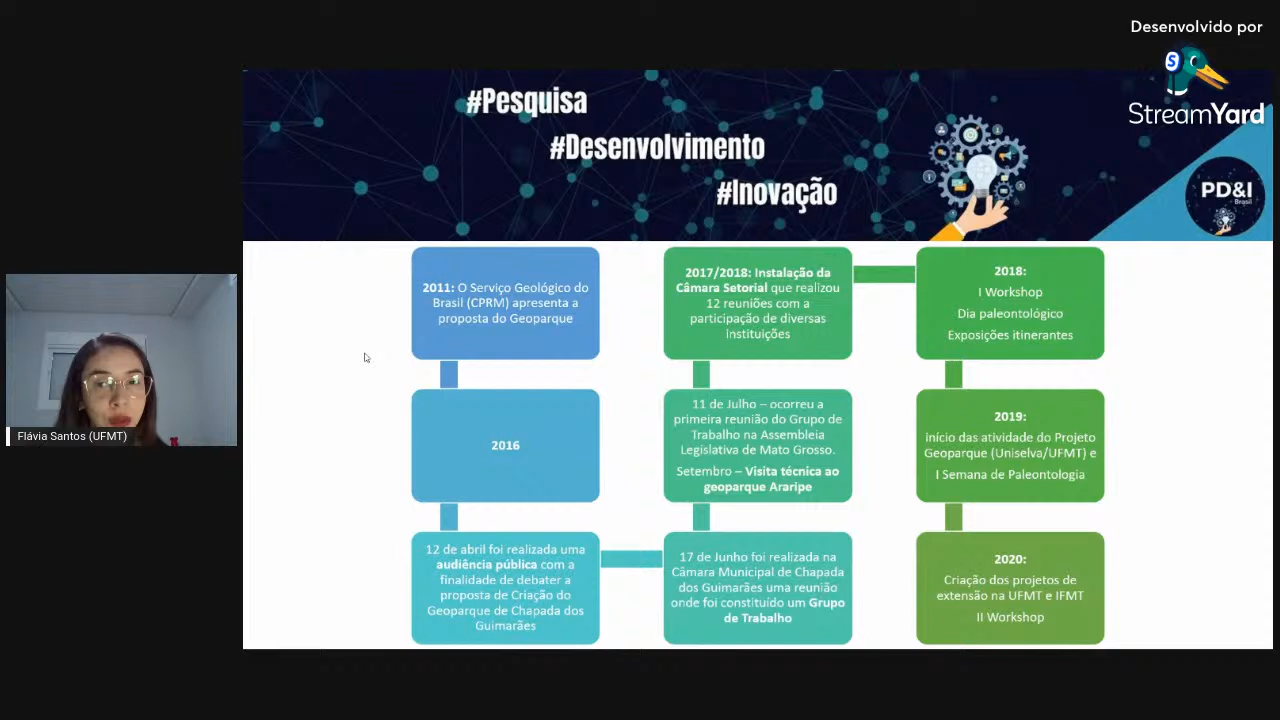 Desenvolvido por
StreamYard
#Pesquisa
#Desenvolvimento
#Inovação
PD&I
Brasil
2011: O Serviço Geológico do
Brasil (CPRM) apresenta a
proposta do Geoparque
2016
12 de abril foi realizada uma
audiência pública com a
finalidade de debater a
proposta de Criação do
Geoparque de Chapada dos
Guimarães
17 de Junho foi realizada na
Câmara Municipal de Chapada
dos Guimarães uma reunião
onde foi constituído um Grupo
de Trabalho
11 de Julho – ocorreu a
primeira reunião do Grupo de
Trabalho na Assembleia
Legislativa de Mato Grosso.
Setembro – Visita técnica ao
geoparque Araripe
2017/2018: Instalação da
Câmara Setorial que realizou
12 reuniões com a
participação de diversas
instituições
2018:
I Workshop
Dia paleontológico
Exposições itinerantes
2019:
início das atividade do Projeto
Geoparque (Uniselva/UFMT) e
I Semana de Paleontologia
2020:
Criação dos projetos de
extensão na UFMT e IFMT
II Workshop
Flávia Santos (UFMT)